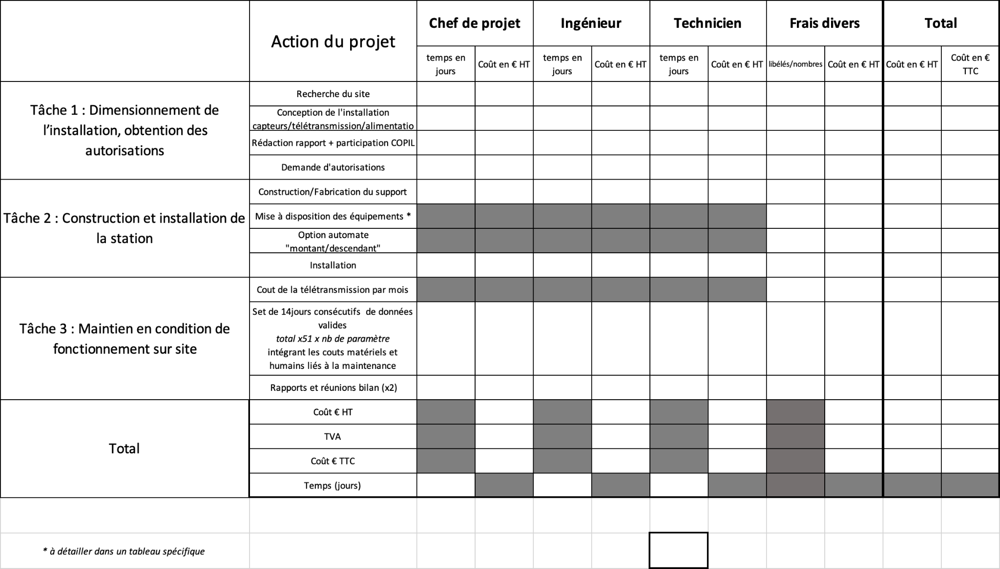 Action du projet
Chef de projet
Ingénieur
Technicien
Frais divers
Total
temps en
jours
Coût en € HT
temps en
jours
Coût en € HT
temps en
jours
Coût en € HT
libélés/nombres
Coût en € HT
Coût en € HT
Coût en €
TTC
Tâche 1 : Dimensionnement de
l’installation, obtention des
autorisations
Recherche du site
Conception de l'installation
capteurs/télétransmission/alimentatio
Rédaction rapport + participation COPIL
Demande d'autorisations
Tâche 2 : Construction et installation de
la station
Construction/Fabrication du support
Mise à disposition des équipements *
Option automate
"montant/descendant"
Installation
Tâche 3 : Maintien en condition de
fonctionnement sur site
Cout de la télétransmission par mois
Set de 14jours consécutifs  de données
valides
total x51 x nb de paramètre
intégrant les couts matériels et
humains liés à la maintenance
Rapports et réunions bilan (x2)
Total
Coût € HT
TVA
Coût € TTC
Temps (jours)
* à détailler dans un tableau spécifique